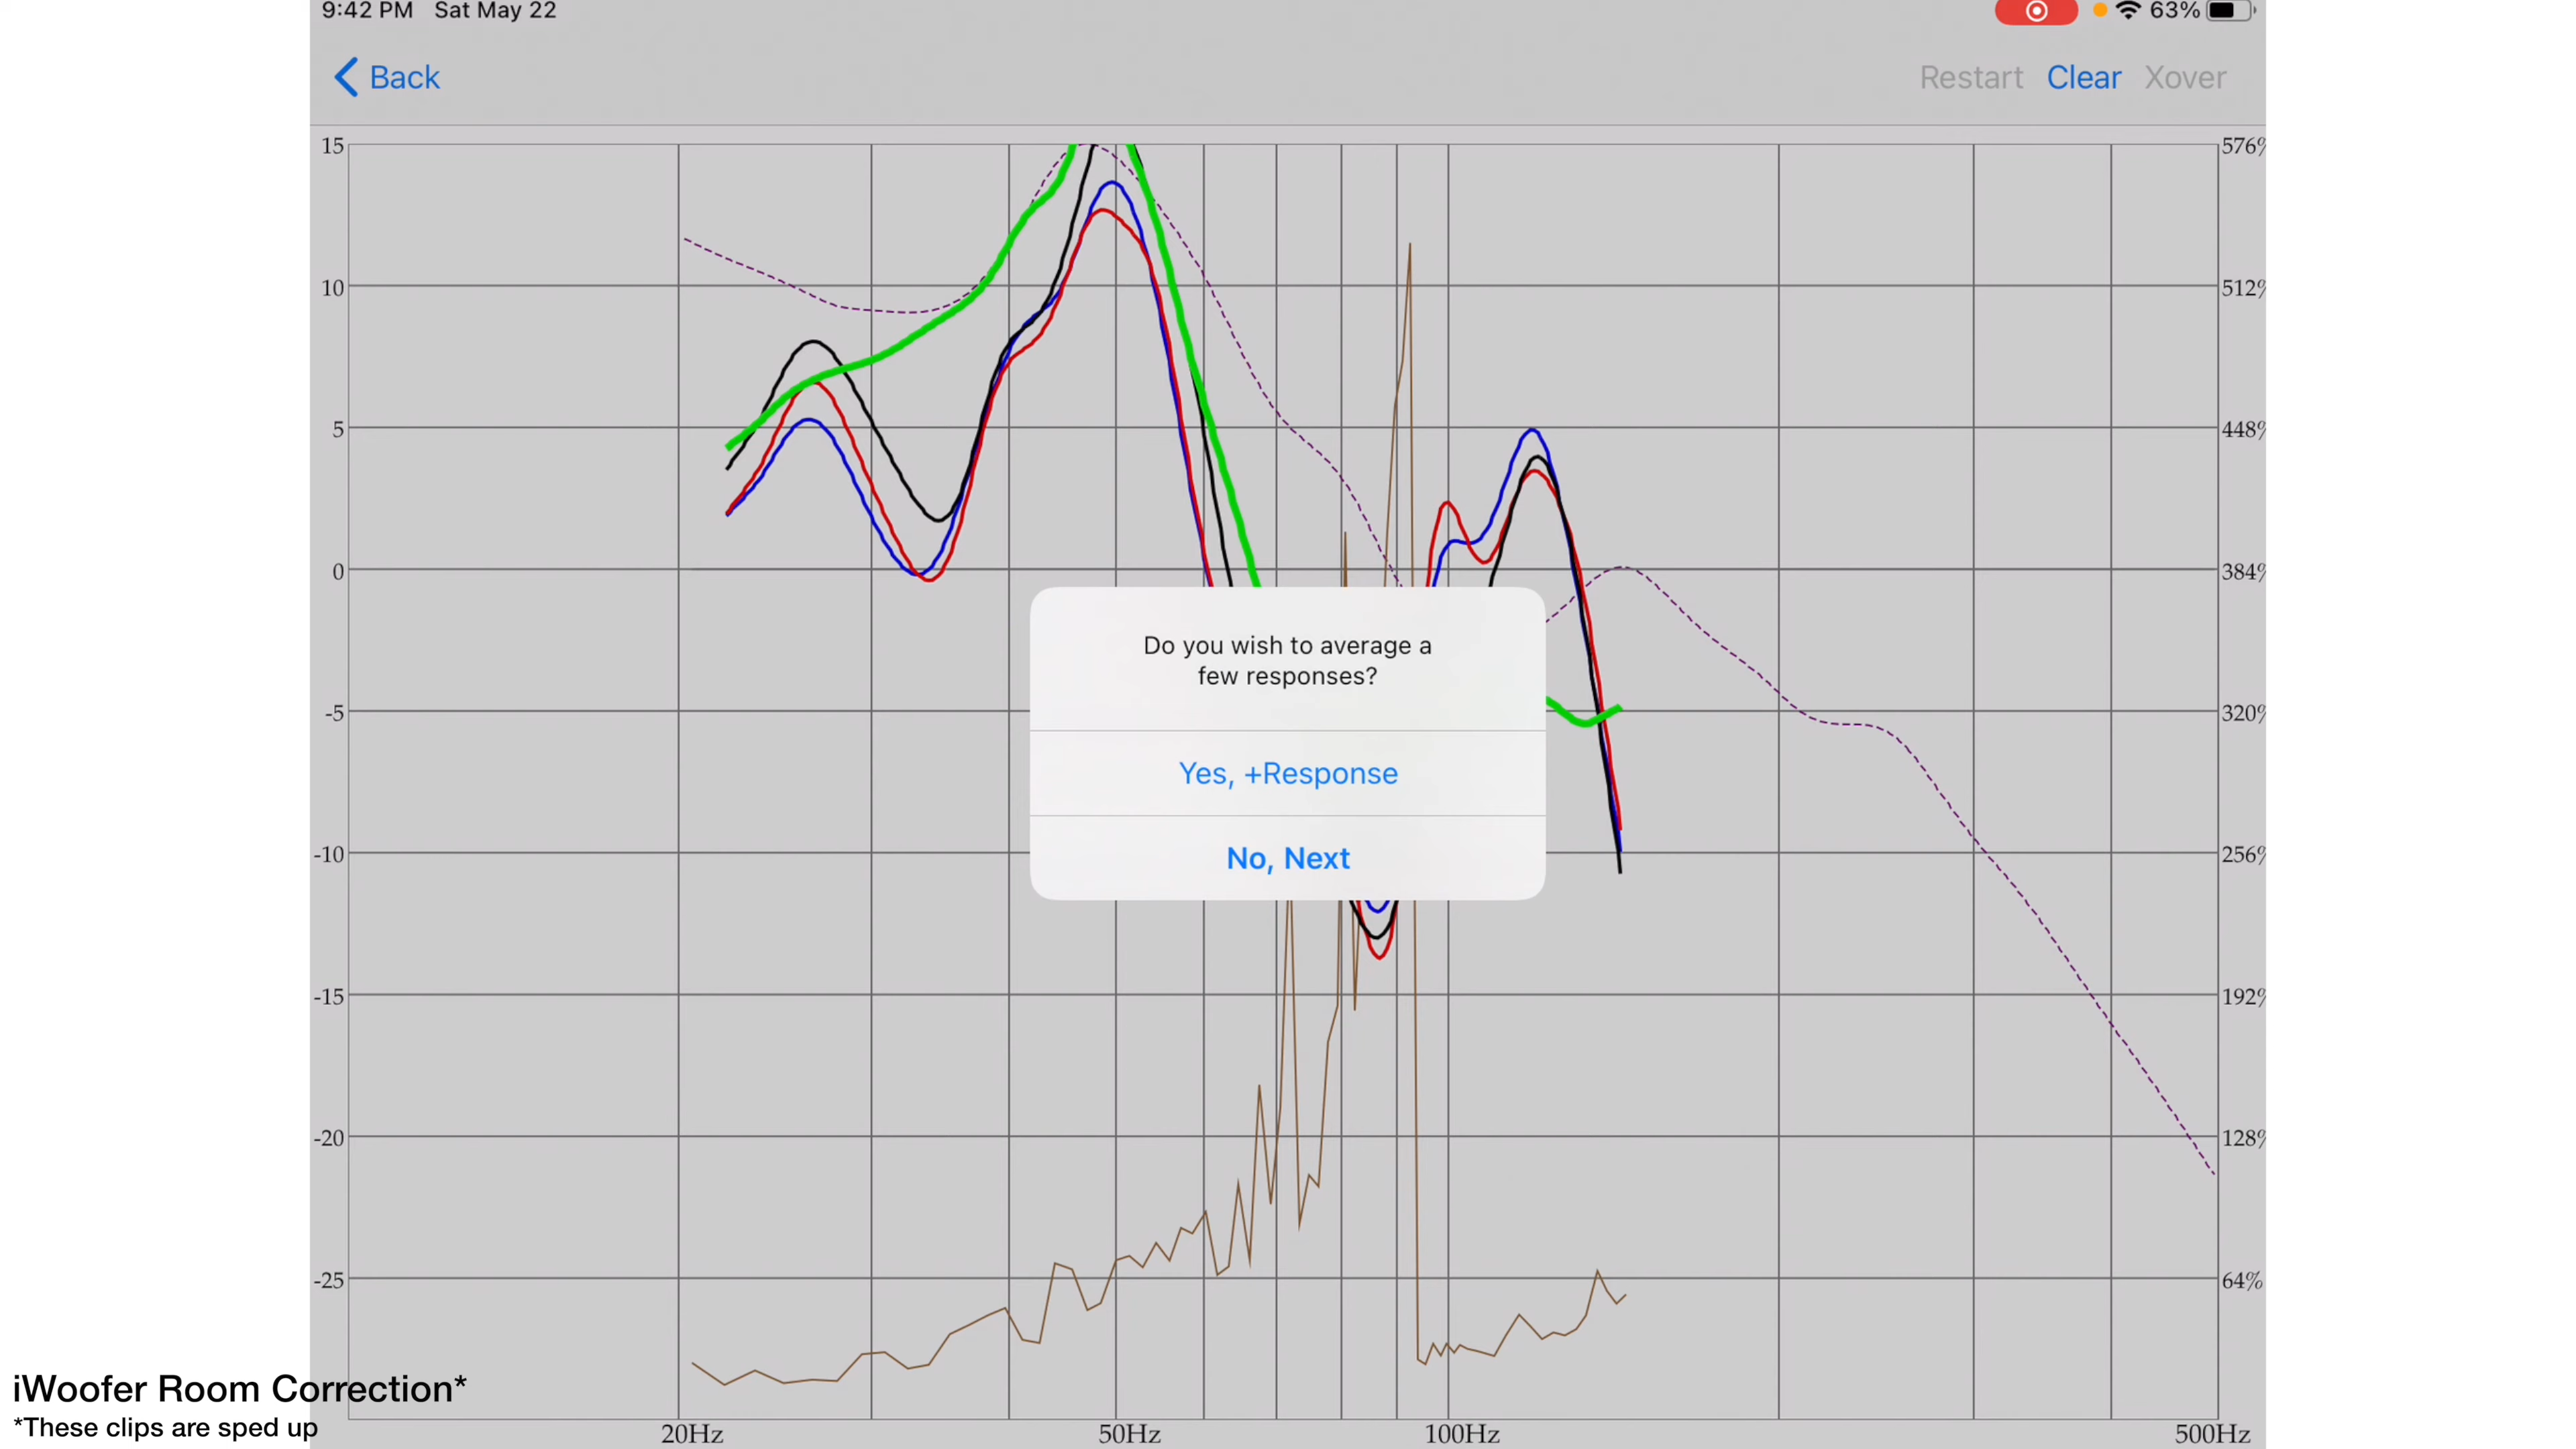 9:42 PM Sat May 22
63%
Back
Restart Clear Xover
15
576%
10
512%
5
448%
0
384%
Do you wish to average a
few responses?
-5
320%
Yes, +Response
-10
256%
No, Next
-15
192%
-20
128%
-25
64%
iWoofer Room Correction*
*These clips are sped up
20Hz 50Hz 100Hz 500Hz